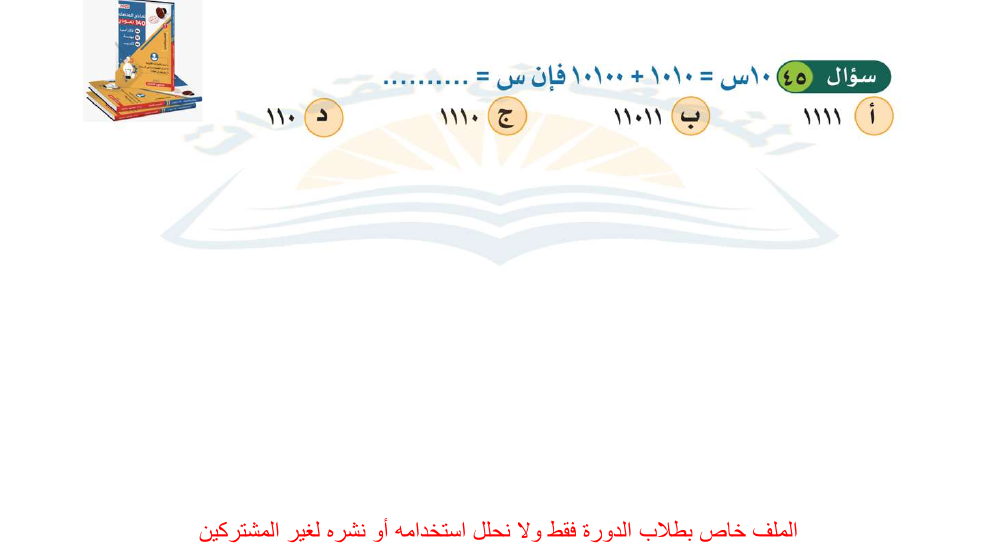 سؤال ٤٥ ١٠س = ١٠١٠ + ١٠١٠٠ فإن س = ..........
أ ١١١١ ب ١١٠١١ ج ١١١٠ د ١١٠
الملف خاص بطلاب الدورة فقط ولا نحلل استخدامه أو نشره لغير المشتركين